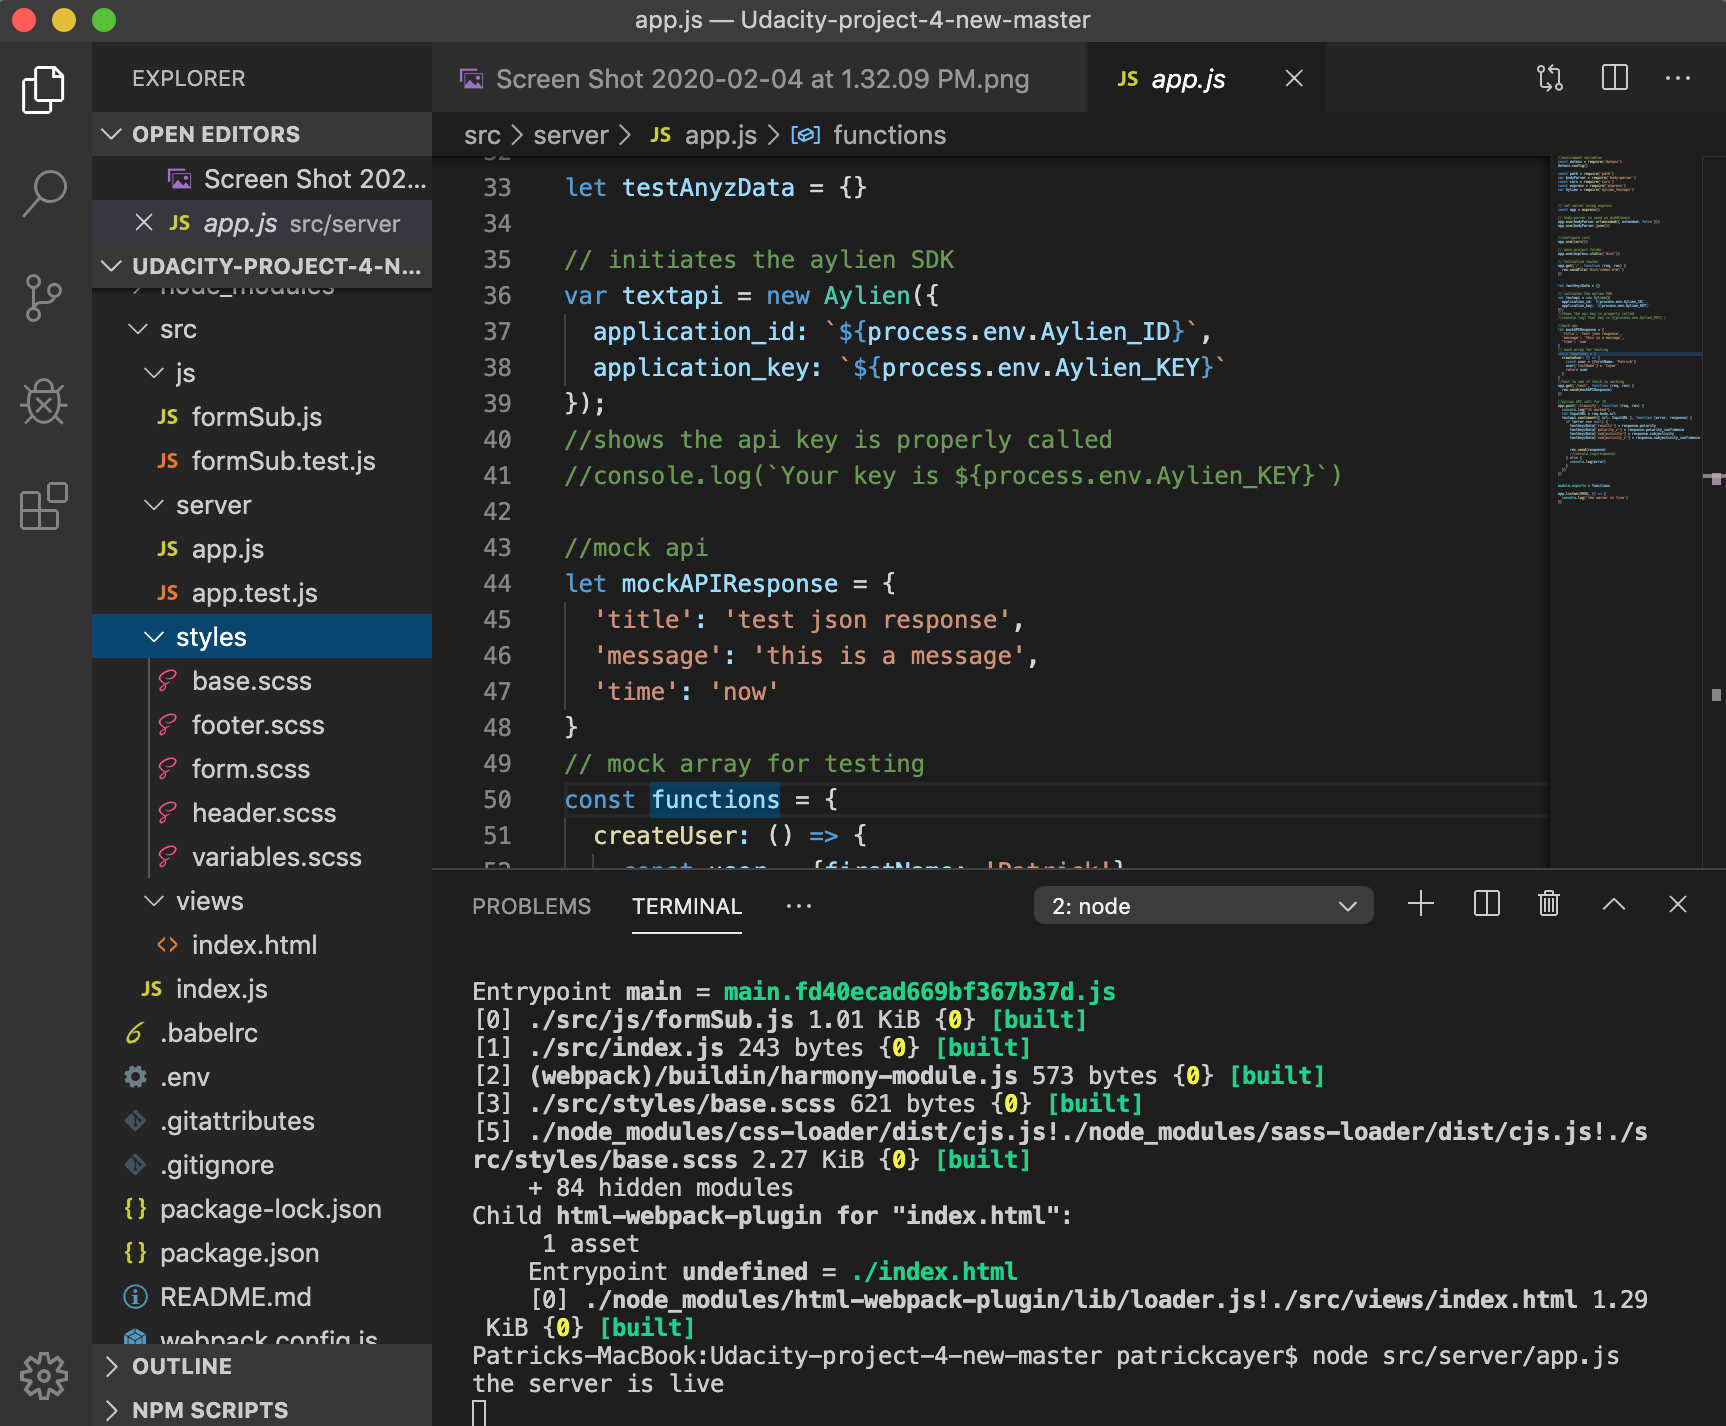 app.js — Udacity-project-4-new-master
EXPLORER
OPEN EDITORS
Screen Shot 202...
JS app.js src/server
UDACITY-PROJECT-4-N...
node_modules
src
js
JS formSub.js
JS formSub.test.js
server
JS app.js
JS app.test.js
styles
base.scss
footer.scss
form.scss
header.scss
variables.scss
views
index.html
JS index.js
.babelrc
.env
.gitattributes
.gitignore
{} package-lock.json
{} package.json
README.md
webpack.config.js
OUTLINE
NPM SCRIPTS
Screen Shot 2020-02-04 at 1.32.09 PM.png
JS app.js
src > server > JS app.js > functions
32
33 let testAnyzData = {}
34
35 // initiates the aylien SDK
36 var textapi = new Aylien({
37 application_id: `${process.env.Aylien_ID}`,
38 application_key: `${process.env.Aylien_KEY}`
39 });
40 //shows the api key is properly called
41 //console.log(`Your key is ${process.env.Aylien_KEY}`)
42
43 //mock api
44 let mockAPIResponse = {
45 'title': 'test json response',
46 'message': 'this is a message',
47 'time': 'now'
48 }
49 // mock array for testing
50 const functions = {
51 createUser: () => {
52 const user = {firstName: 'Patrick'}
PROBLEMS
TERMINAL
...
2: node
Entrypoint main = main.fd40ecad669bf367b37d.js
[0] ./src/js/formSub.js 1.01 KiB {0} [built]
[1] ./src/index.js 243 bytes {0} [built]
[2] (webpack)/buildin/harmony-module.js 573 bytes {0} [built]
[3] ./src/styles/base.scss 621 bytes {0} [built]
[5] ./node_modules/css-loader/dist/cjs.js!./node_modules/sass-loader/dist/cjs.js!./s
rc/styles/base.scss 2.27 KiB {0} [built]
+ 84 hidden modules
Child html-webpack-plugin for "index.html":
1 asset
Entrypoint undefined = ./index.html
[0] ./node_modules/html-webpack-plugin/lib/loader.js!./src/views/index.html 1.29
KiB {0} [built]
Patricks-MacBook:Udacity-project-4-new-master patrickcayer$ node src/server/app.js
the server is live